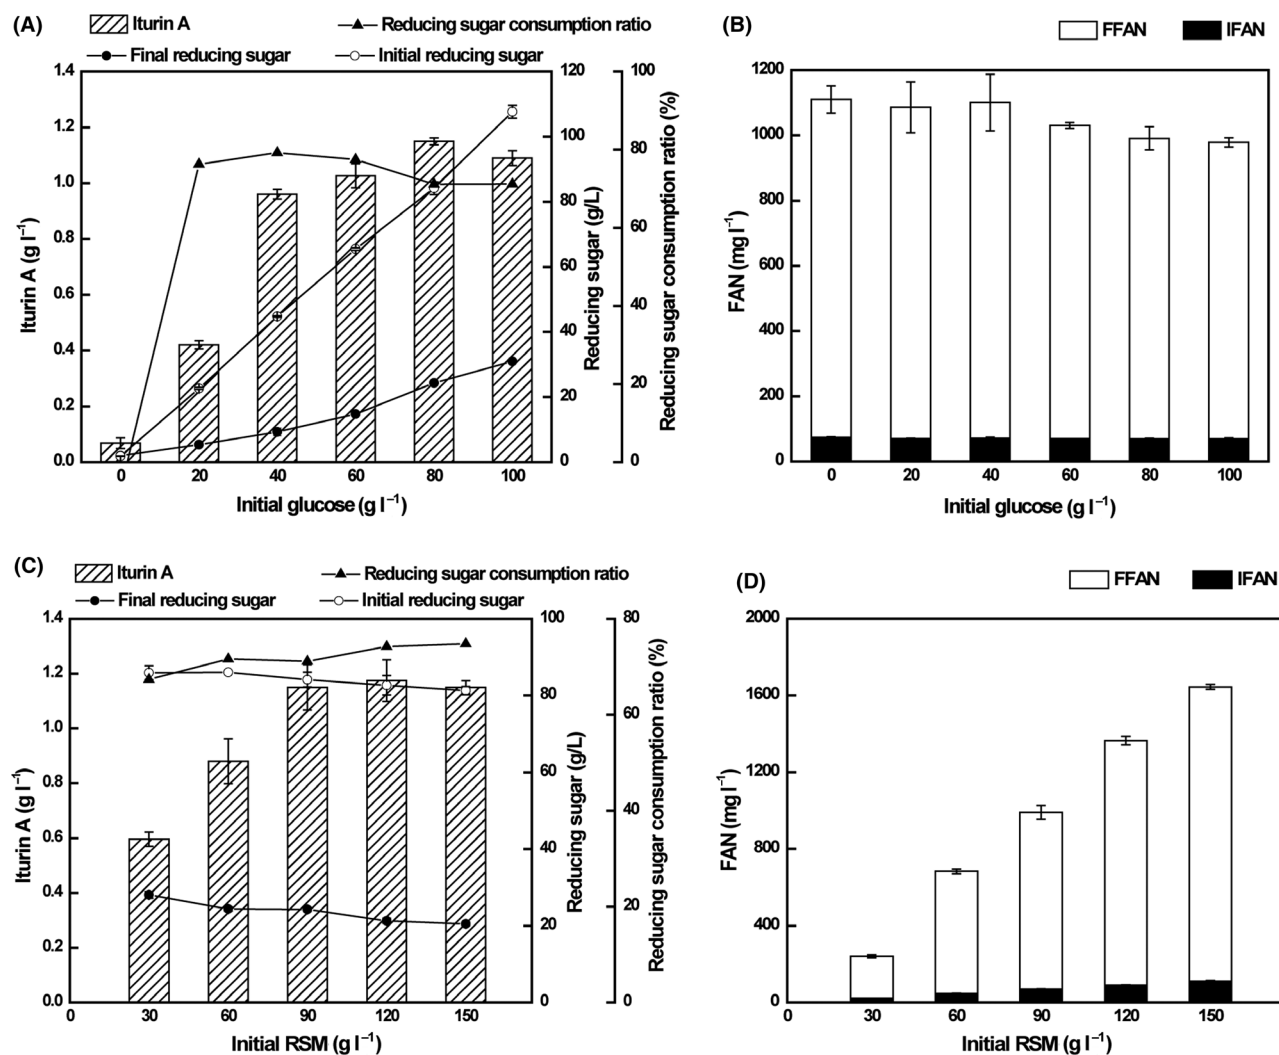 (A)
Iturin A
Reducing sugar consumption ratio
Final reducing sugar
Initial reducing sugar
1.4
1.2
1.0
0.8
0.6
0.4
0.2
0.0
Iturin A (g l⁻¹)
120
100
80
60
40
20
0
Reducing sugar (g/L)
100
80
60
40
20
0
Reducing sugar consumption ratio (%)
0 20 40 60 80 100
Initial glucose (g l⁻¹)
(B)
FFAN IFAN
1200
1000
800
600
400
200
0
FAN (mg l⁻¹)
0 20 40 60 80 100
Initial glucose (g l⁻¹)
(C)
Iturin A
Reducing sugar consumption ratio
Final reducing sugar
Initial reducing sugar
1.4
1.2
1.0
0.8
0.6
0.4
0.2
0.0
Iturin A (g l⁻¹)
100
80
60
40
20
0
Reducing sugar (g/L)
80
60
40
20
0
Reducing sugar consumption ratio (%)
0 30 60 90 120 150
Initial RSM (g l⁻¹)
(D)
FFAN IFAN
2000
1600
1200
800
400
0
FAN (mg l⁻¹)
0 30 60 90 120 150
Initial RSM (g l⁻¹)